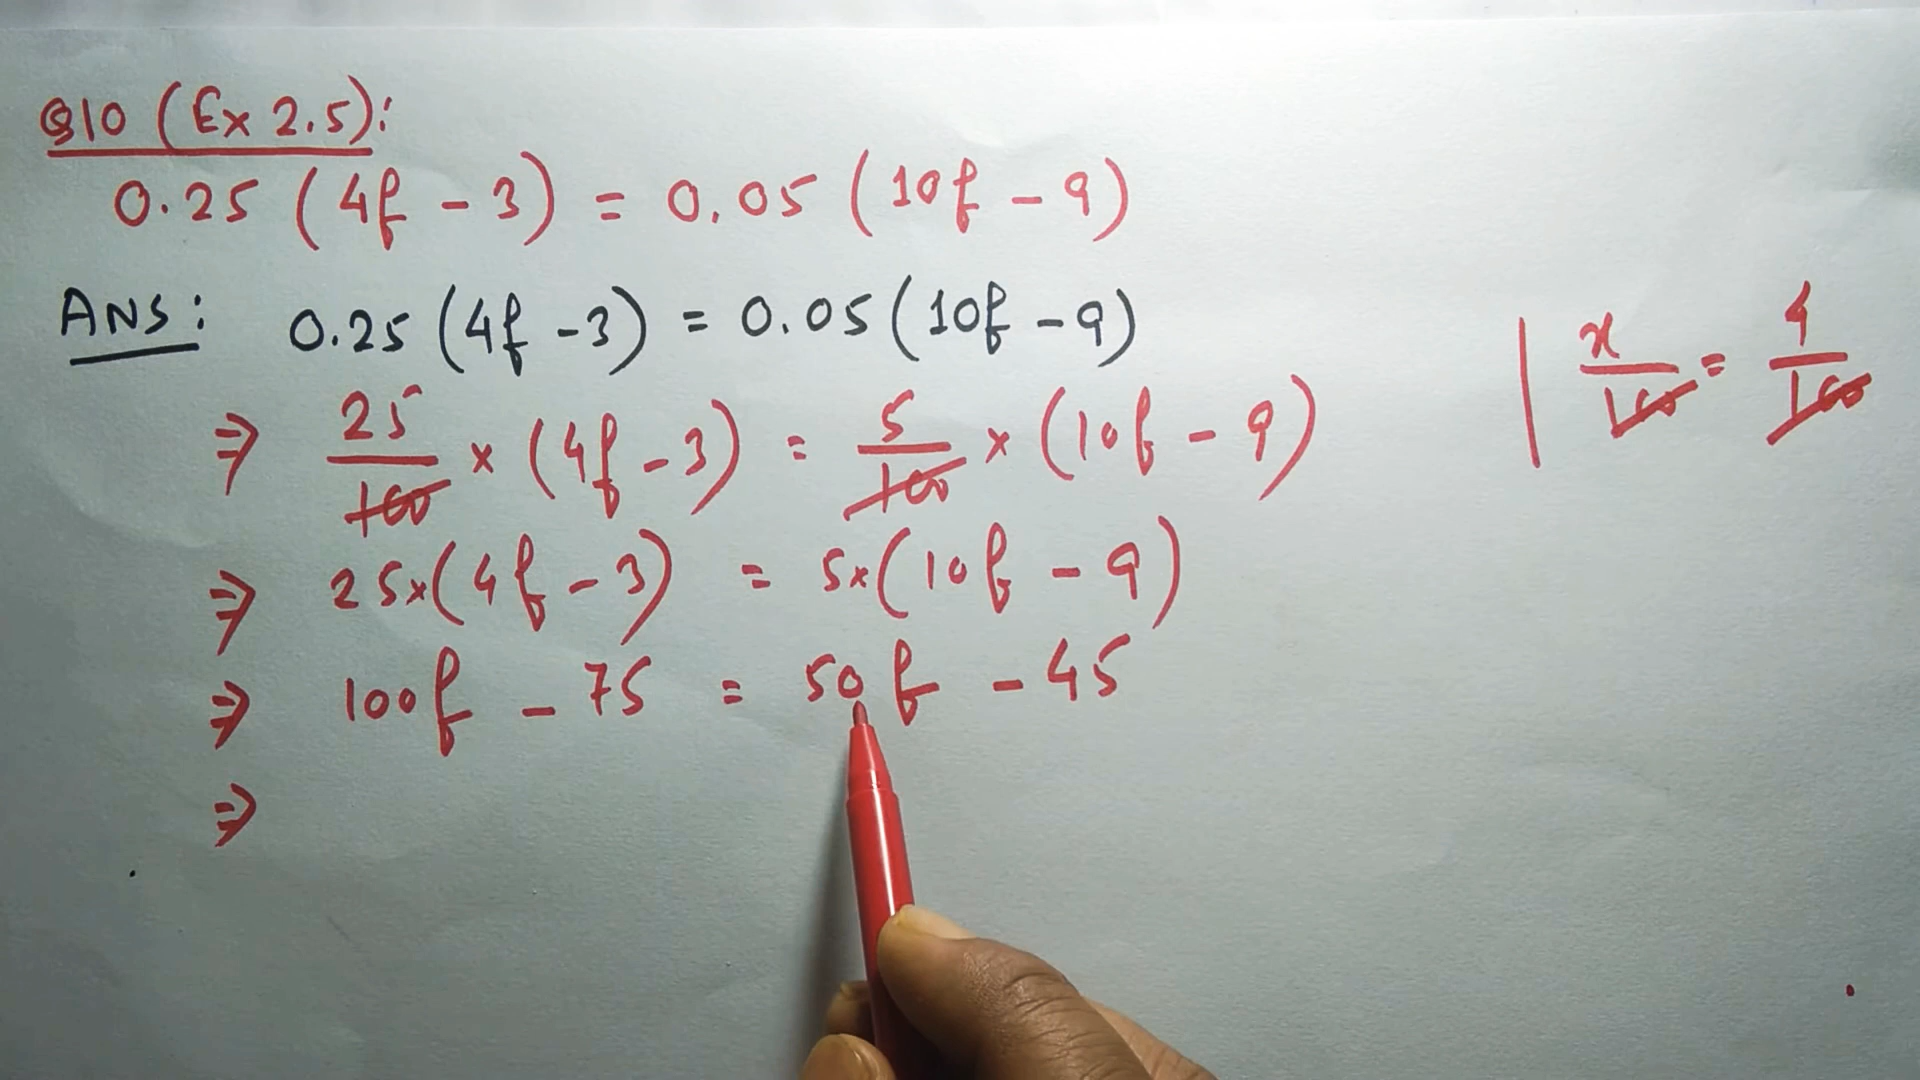 Q10 (Ex 2.5):
0.25 (4f - 3) = 0.05 (10f - 9)
ANS: 0.25 (4f - 3) = 0.05 (10f - 9)
⇒ 25/100 × (4f - 3) = 5/100 × (10f - 9)
⇒ 25×(4f - 3) = 5×(10f - 9)
⇒ 100f - 75 = 50f - 45
⇒
| x/100 = 4/100